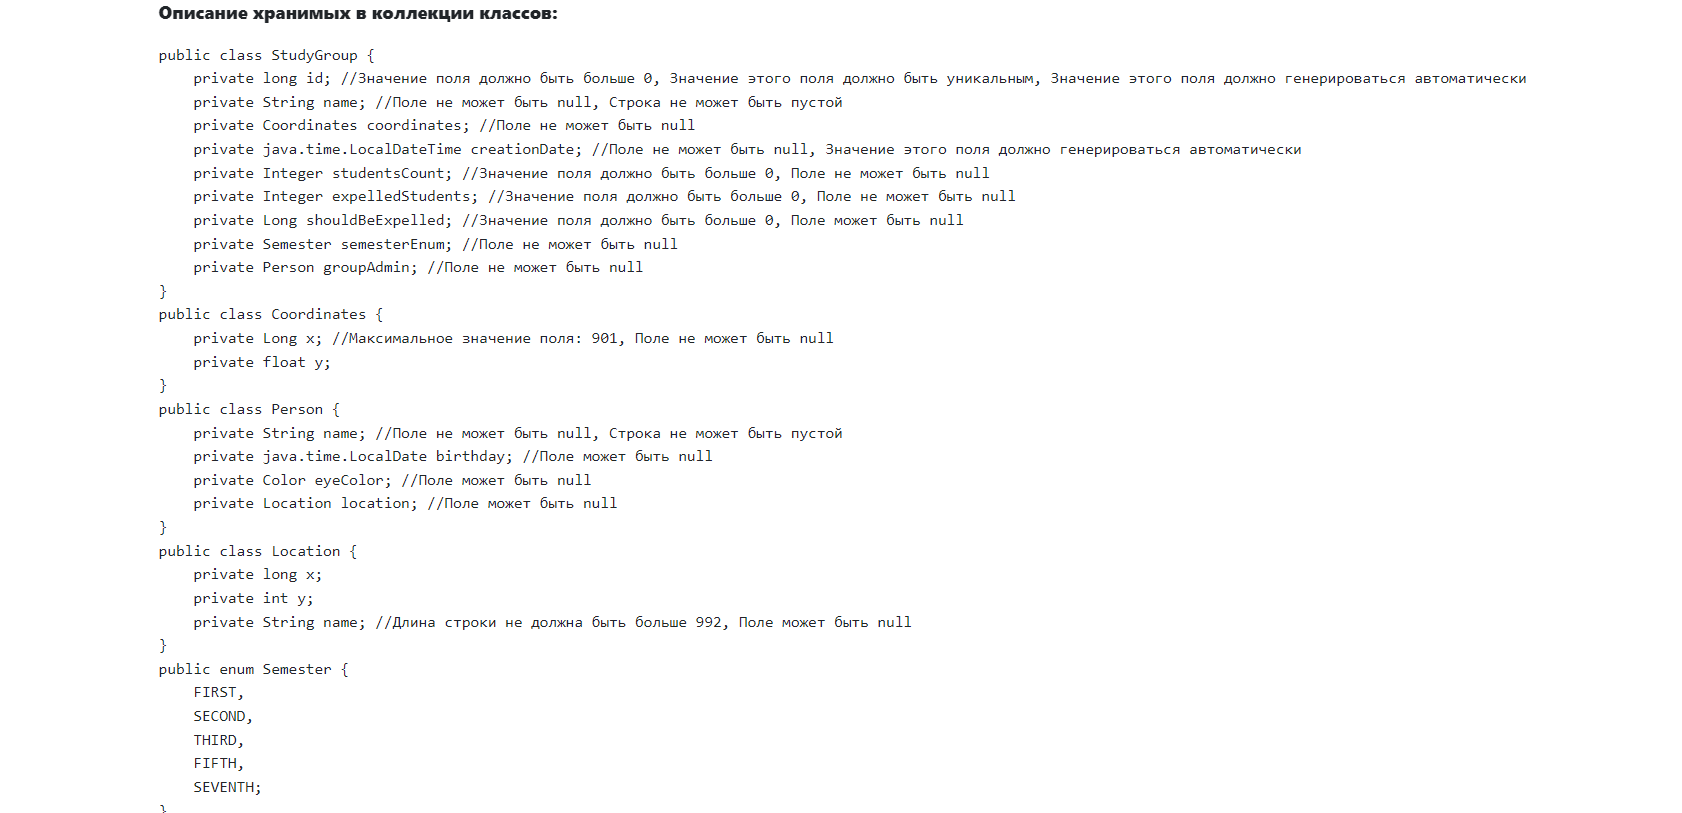 Описание хранимых в коллекции классов:
public class StudyGroup {
    private long id; //Значение поля должно быть больше 0, Значение этого поля должно быть уникальным, Значение этого поля должно генерироваться автоматически
    private String name; //Поле не может быть null, Строка не может быть пустой
    private Coordinates coordinates; //Поле не может быть null
    private java.time.LocalDateTime creationDate; //Поле не может быть null, Значение этого поля должно генерироваться автоматически
    private Integer studentsCount; //Значение поля должно быть больше 0, Поле не может быть null
    private Integer expelledStudents; //Значение поля должно быть больше 0, Поле не может быть null
    private Long shouldBeExpelled; //Значение поля должно быть больше 0, Поле может быть null
    private Semester semesterEnum; //Поле не может быть null
    private Person groupAdmin; //Поле не может быть null
}
public class Coordinates {
    private Long x; //Максимальное значение поля: 901, Поле не может быть null
    private float y;
}
public class Person {
    private String name; //Поле не может быть null, Строка не может быть пустой
    private java.time.LocalDate birthday; //Поле может быть null
    private Color eyeColor; //Поле может быть null
    private Location location; //Поле может быть null
}
public class Location {
    private long x;
    private int y;
    private String name; //Длина строки не должна быть больше 992, Поле может быть null
}
public enum Semester {
    FIRST,
    SECOND,
    THIRD,
    FIFTH,
    SEVENTH;
}